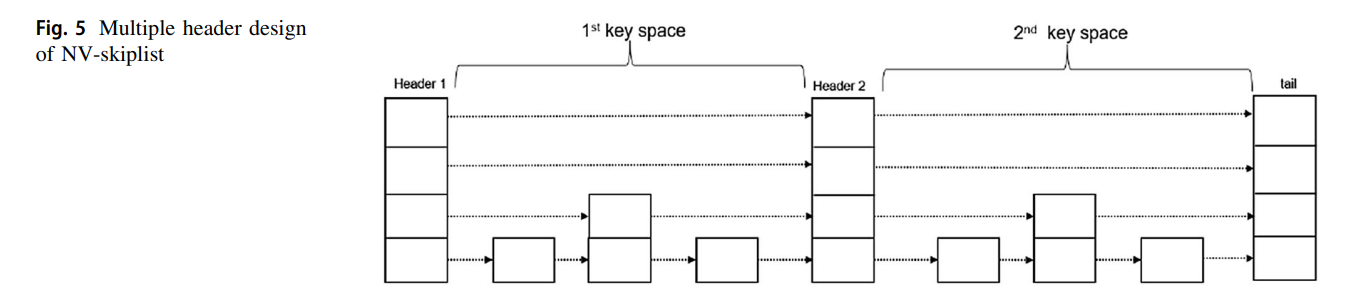 Fig. 5 Multiple header design
of NV-skiplist
1st key space
2nd key space
Header 1
Header 2
tail